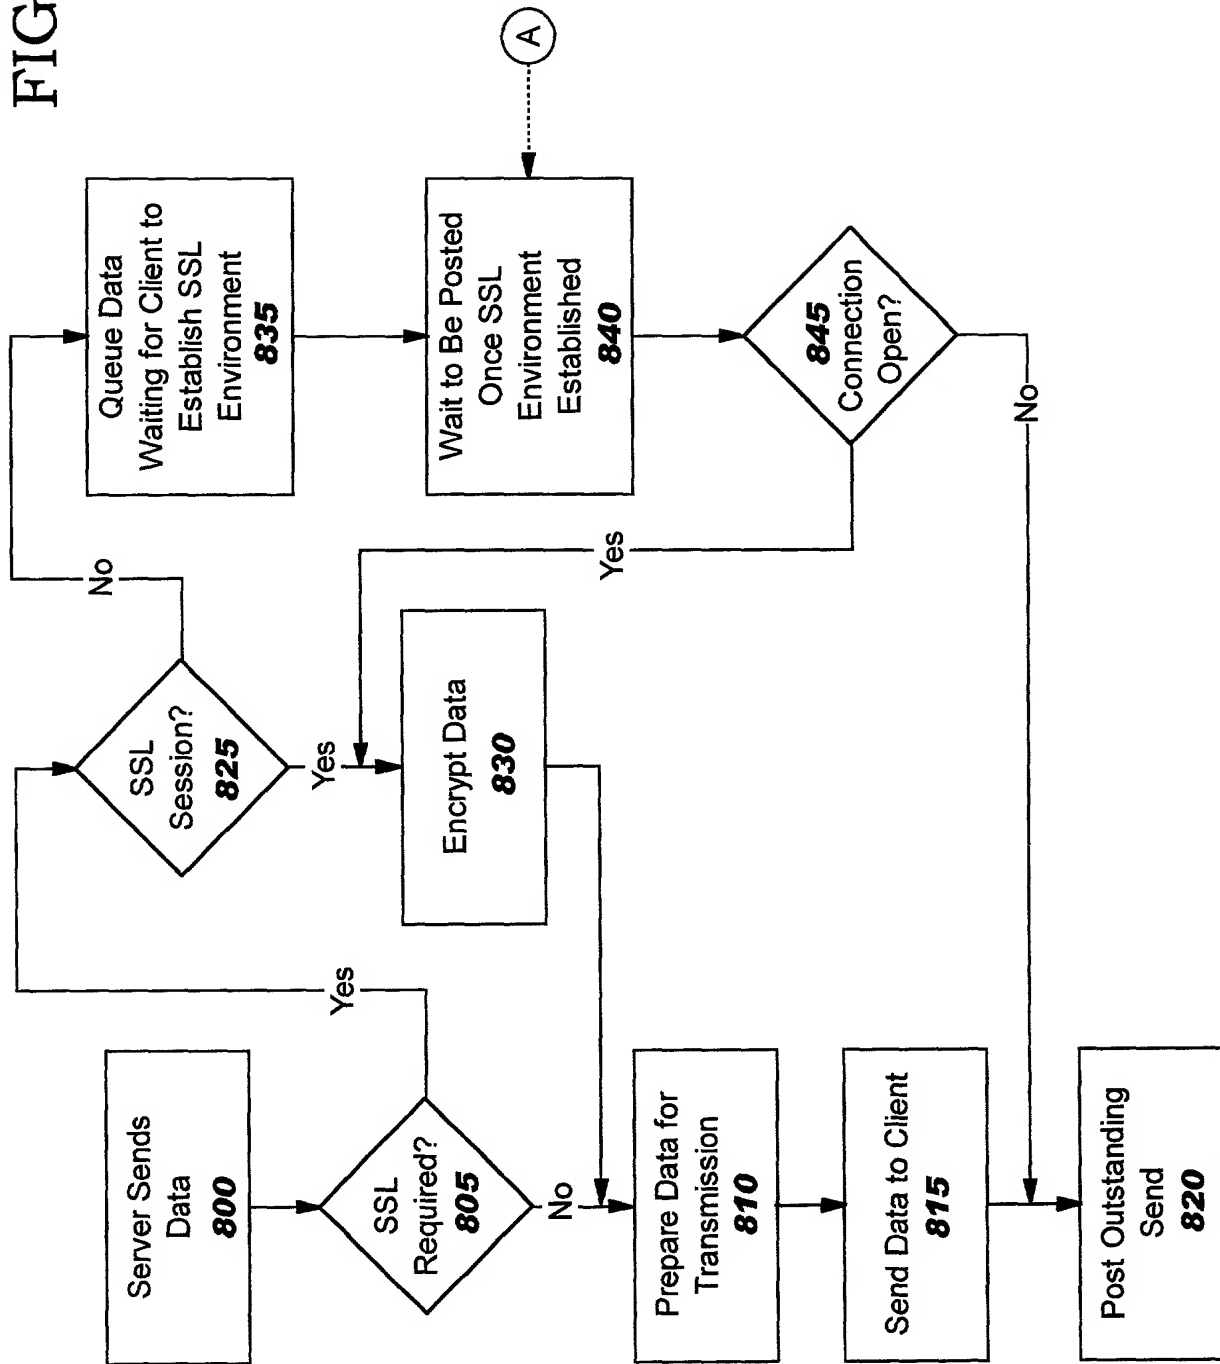 FIG
Server Sends
Data
800
SSL
Required?
805
Yes
No
Prepare Data for
Transmission
810
Send Data to Client
815
Post Outstanding
Send
820
SSL
Session?
825
Yes
No
Encrypt Data
830
Queue Data
Waiting for Client to
Establish SSL
Environment
835
Wait to Be Posted
Once SSL
Environment
Established
840
A
845
Connection
Open?
Yes
No